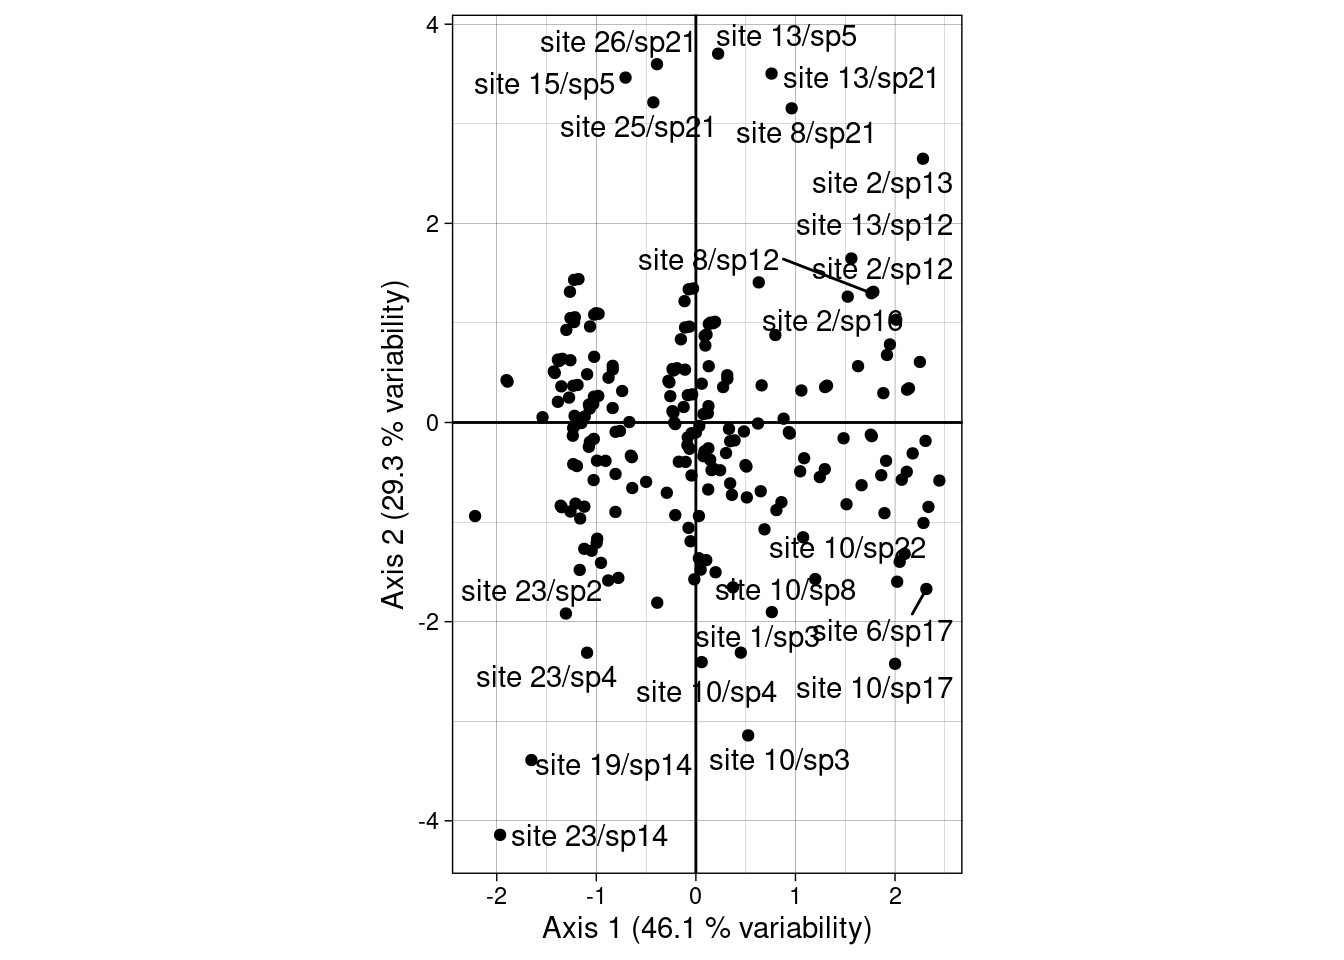 4
site 26/sp21
site 13/sp5
site 15/sp5
site 13/sp21
site 25/sp21
site 8/sp21
site 2/sp13
2
site 13/sp12
site 8/sp12
site 2/sp12
site 2/sp16
0
site 10/sp22
site 23/sp2
site 10/sp8
-2
site 1/sp3
site 6/sp17
site 23/sp4
site 10/sp4
site 10/sp17
site 19/sp14
site 10/sp3
-4
site 23/sp14
-2 -1 0 1 2
Axis 1 (46.1 % variability)
Axis 2 (29.3 % variability)